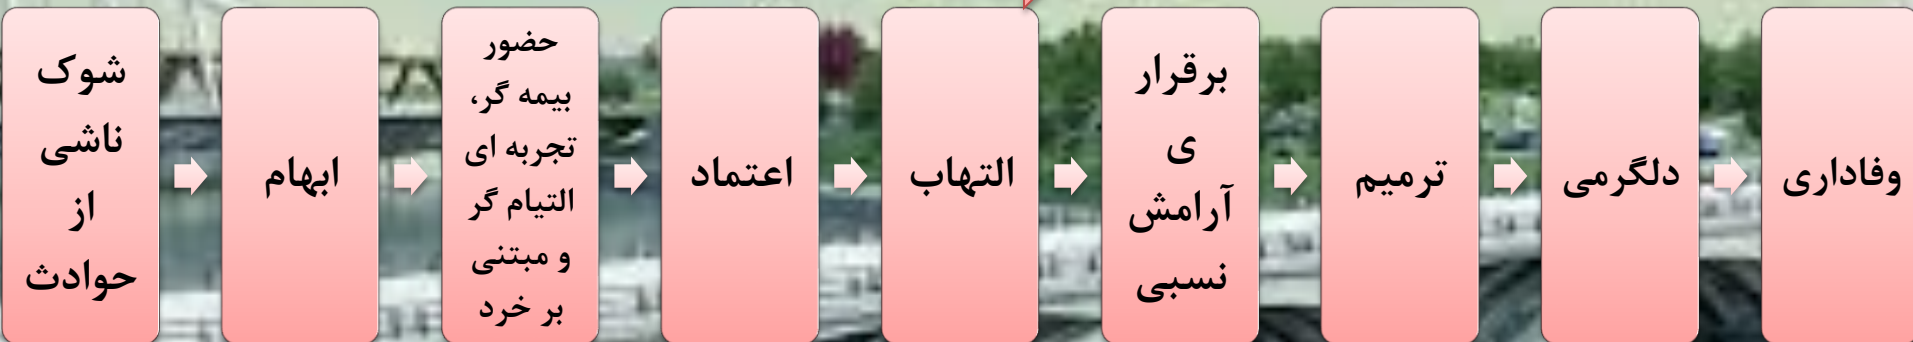 شوک
ناشی
از
حوادث
ابهام
حضور
بیمه گر،
تجربه ای
التیام گر
و مبتنی
بر خرد
اعتماد
التهاب
برقرار
ی
آرامش
نسبی
ترمیم
دلگرمی
وفاداری